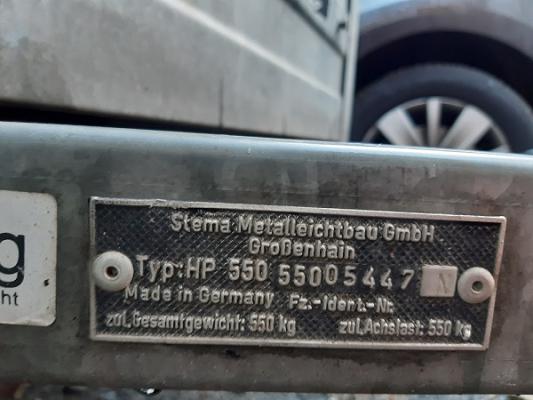 Stema Metalleichtbau GmbH
Großenhain
Typ: HP 550 55005447 N
Made in Germany Fz.-Ident.-Nr.
zul. Gesamtgewicht: 550 kg zul. Achslast: 550 kg
g
ht